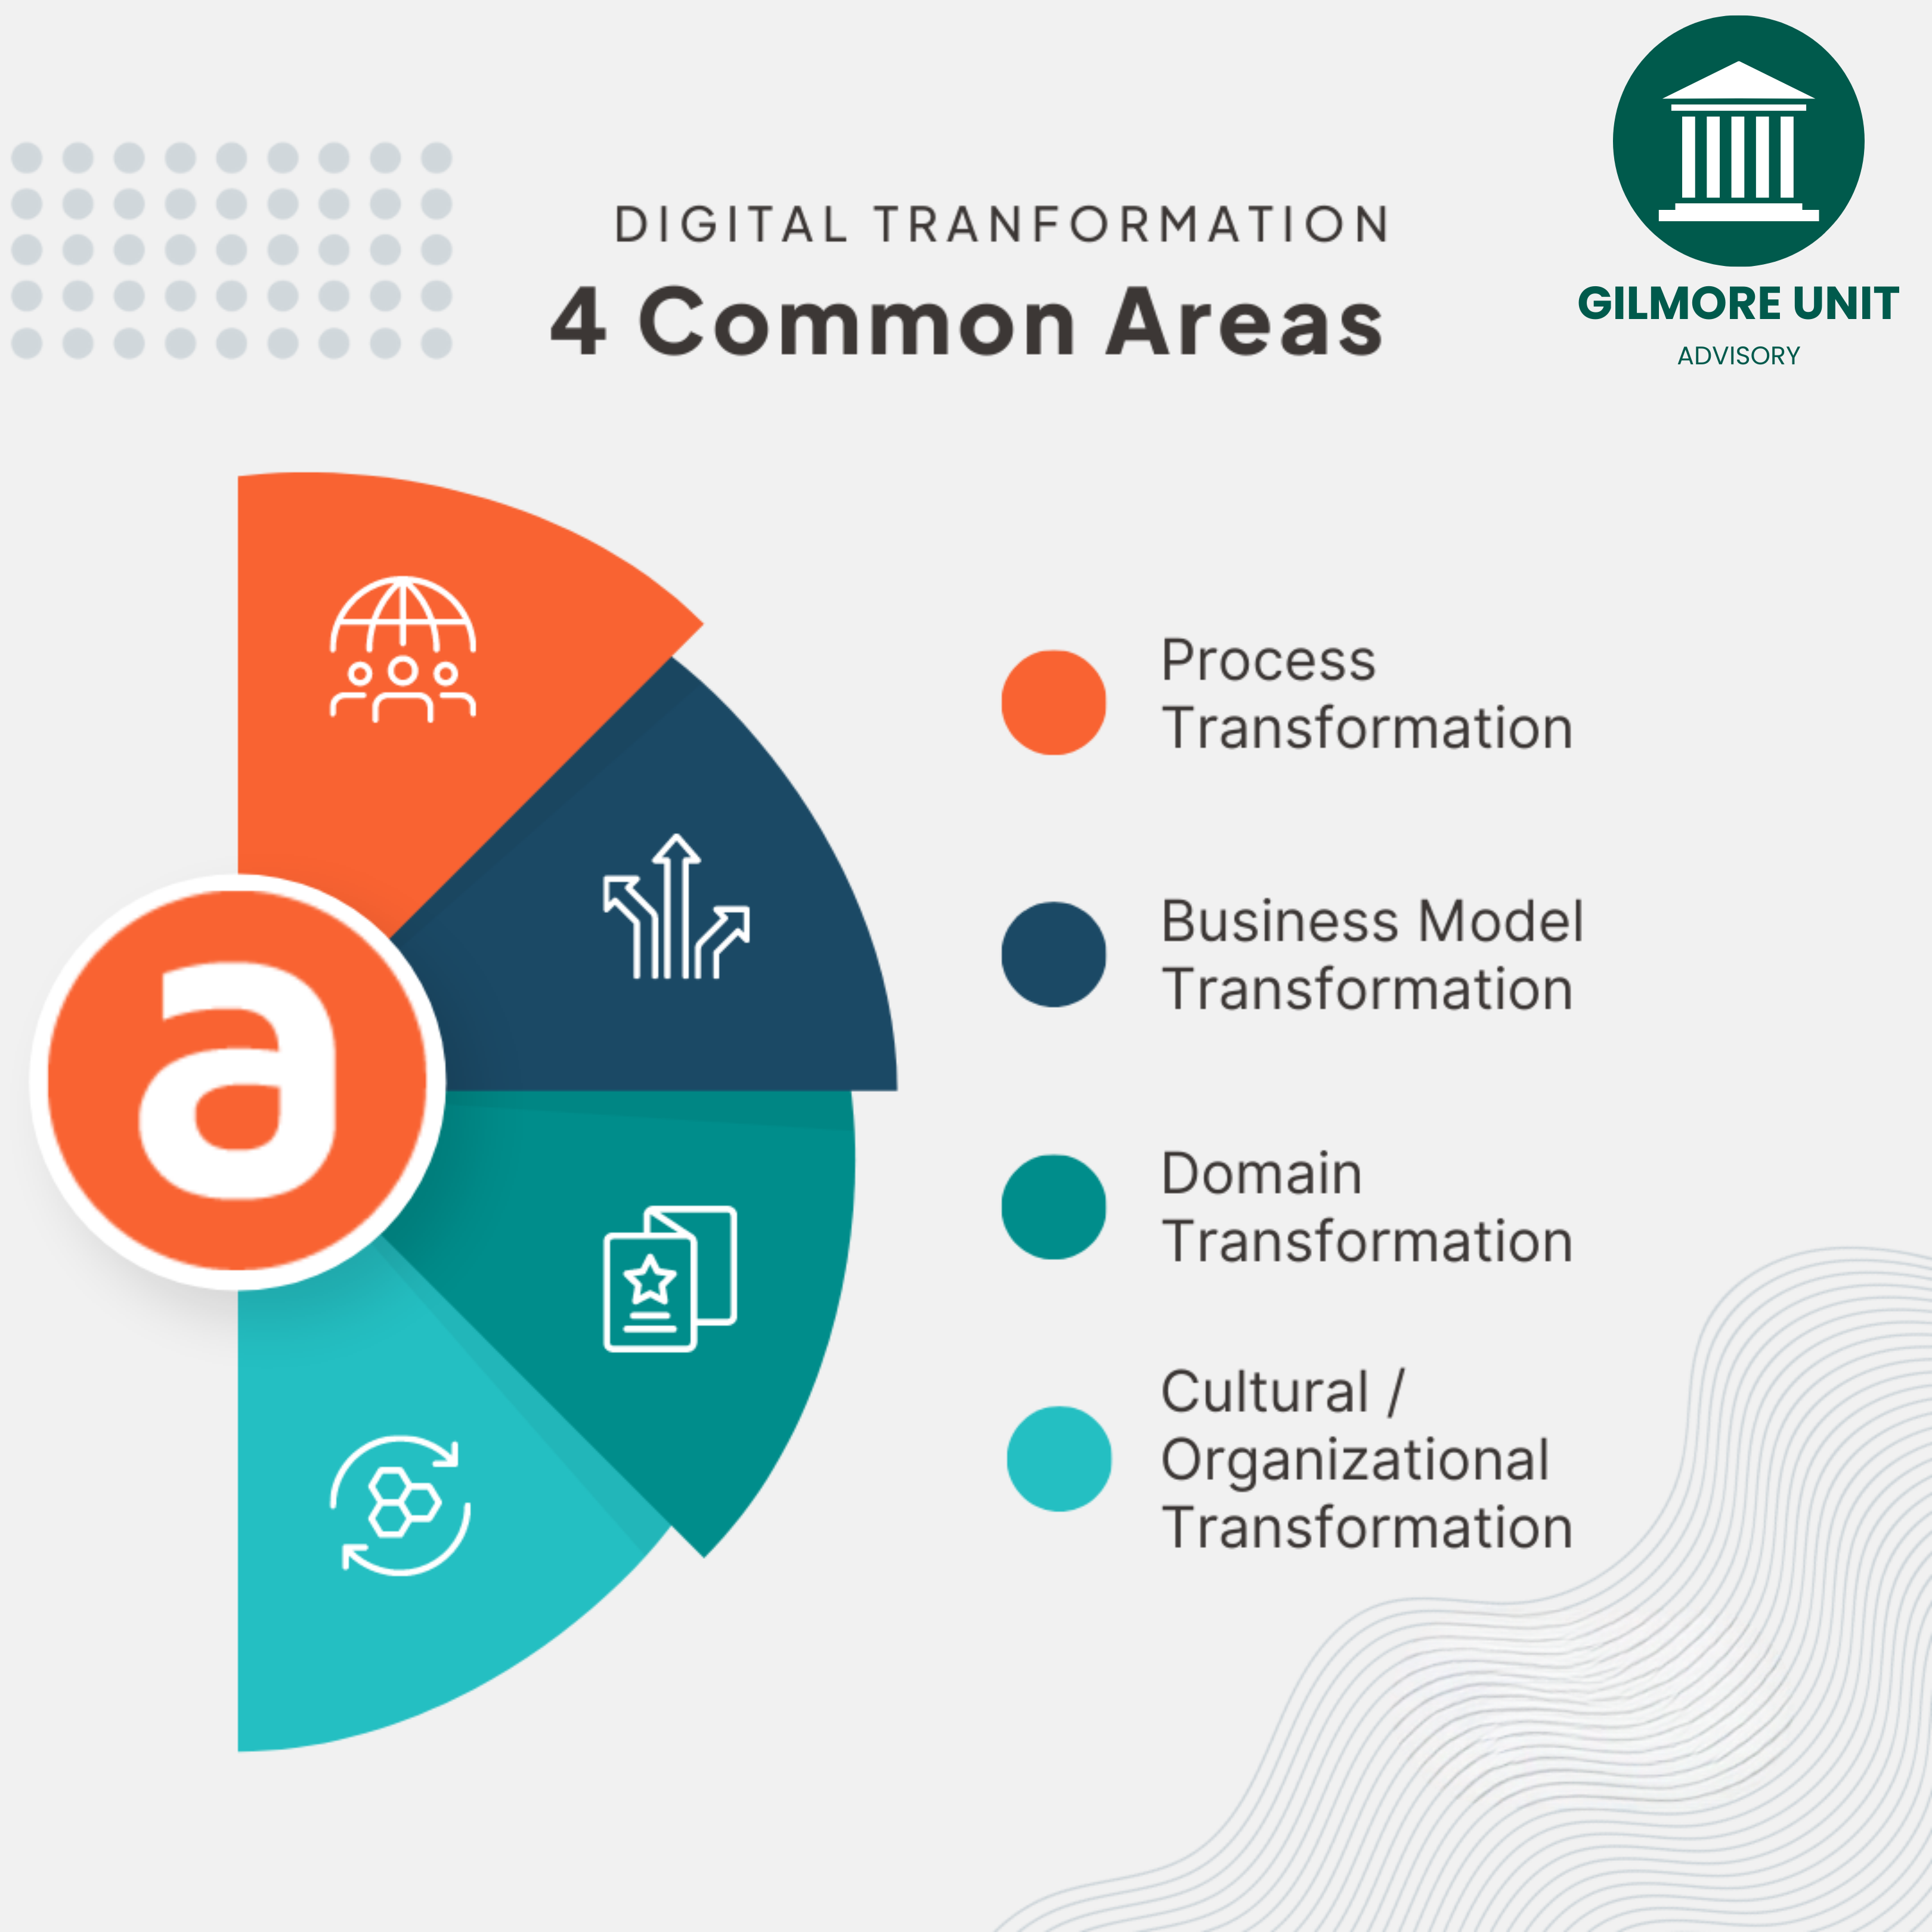 DIGITAL TRANFORMATION
4 Common Areas
GILMORE UNIT
ADVISORY
a
Process
Transformation
Business Model
Transformation
Domain
Transformation
Cultural /
Organizational
Transformation